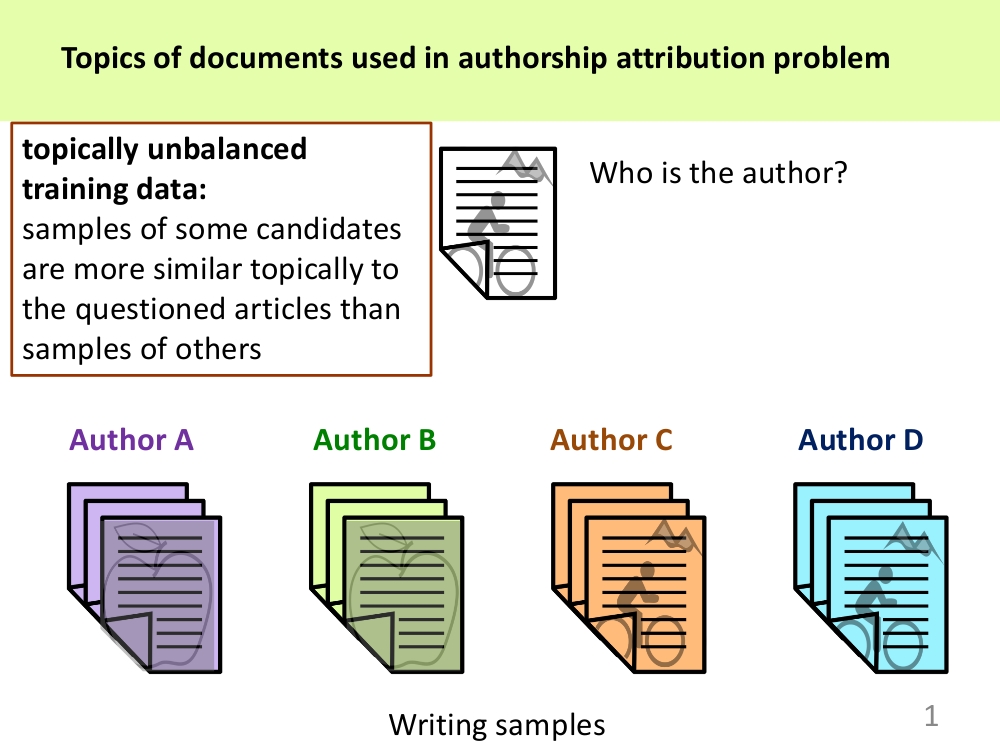 Topics of documents used in authorship attribution problem
topically unbalanced
training data:
samples of some candidates
are more similar topically to
the questioned articles than
samples of others
Who is the author?
Author A
Author B
Author C
Author D
Writing samples
1